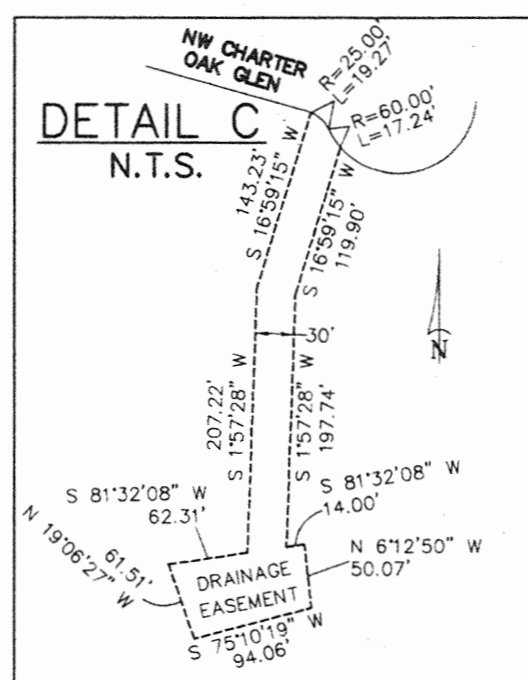 NW CHARTER
OAK GLEN
R=25.00'
L=19.27'
DETAIL C
N.T.S.
R=60.00'
L=17.24'
143.23'
S 16°59'15" W
S 16°59'15" W
119.90'
30'
N
207.22'
S 1°57'28" W
S 1°57'28" W
197.74'
S 81°32'08" W
62.31'
S 81°32'08" W
14.00'
N 19°06'27" W
61.51'
N 6°12'50" W
50.07'
DRAINAGE
EASEMENT
S 75°10'19" W
94.06'